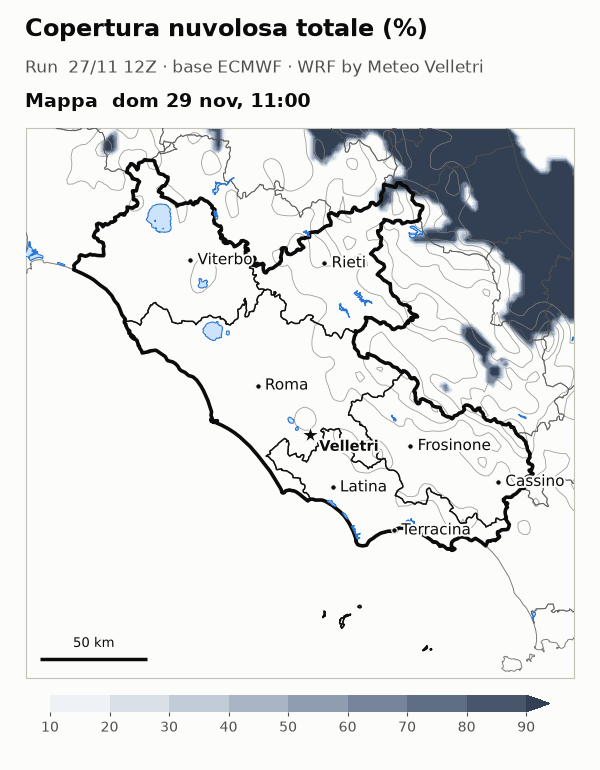 Copertura nuvolosa totale (%)
Run 27/11 12Z · base ECMWF · WRF by Meteo Velletri
Mappa dom 29 nov, 11:00
Viterbo
Rieti
Roma
Velletri
Frosinone
Latina
Cassino
Terracina
50 km
10 20 30 40 50 60 70 80 90